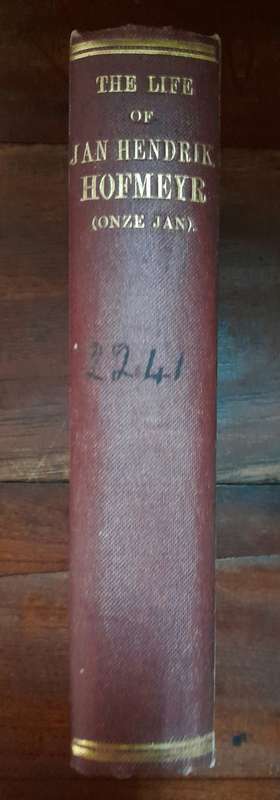 THE LIFE
OF
JAN HENDRIK
HOFMEYR
(ONZE JAN).
2241